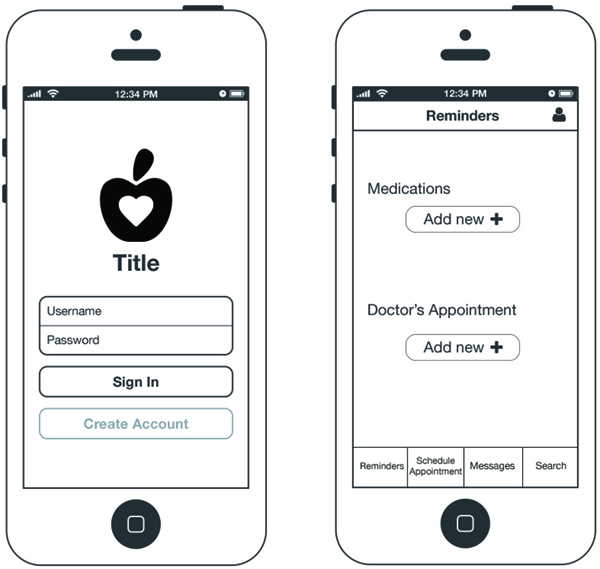 12:34 PM
Title
Username
Password
Sign In
Create Account
12:34 PM
Reminders
Medications
Add new +
Doctor’s Appointment
Add new +
Reminders
Schedule
Appointment
Messages
Search